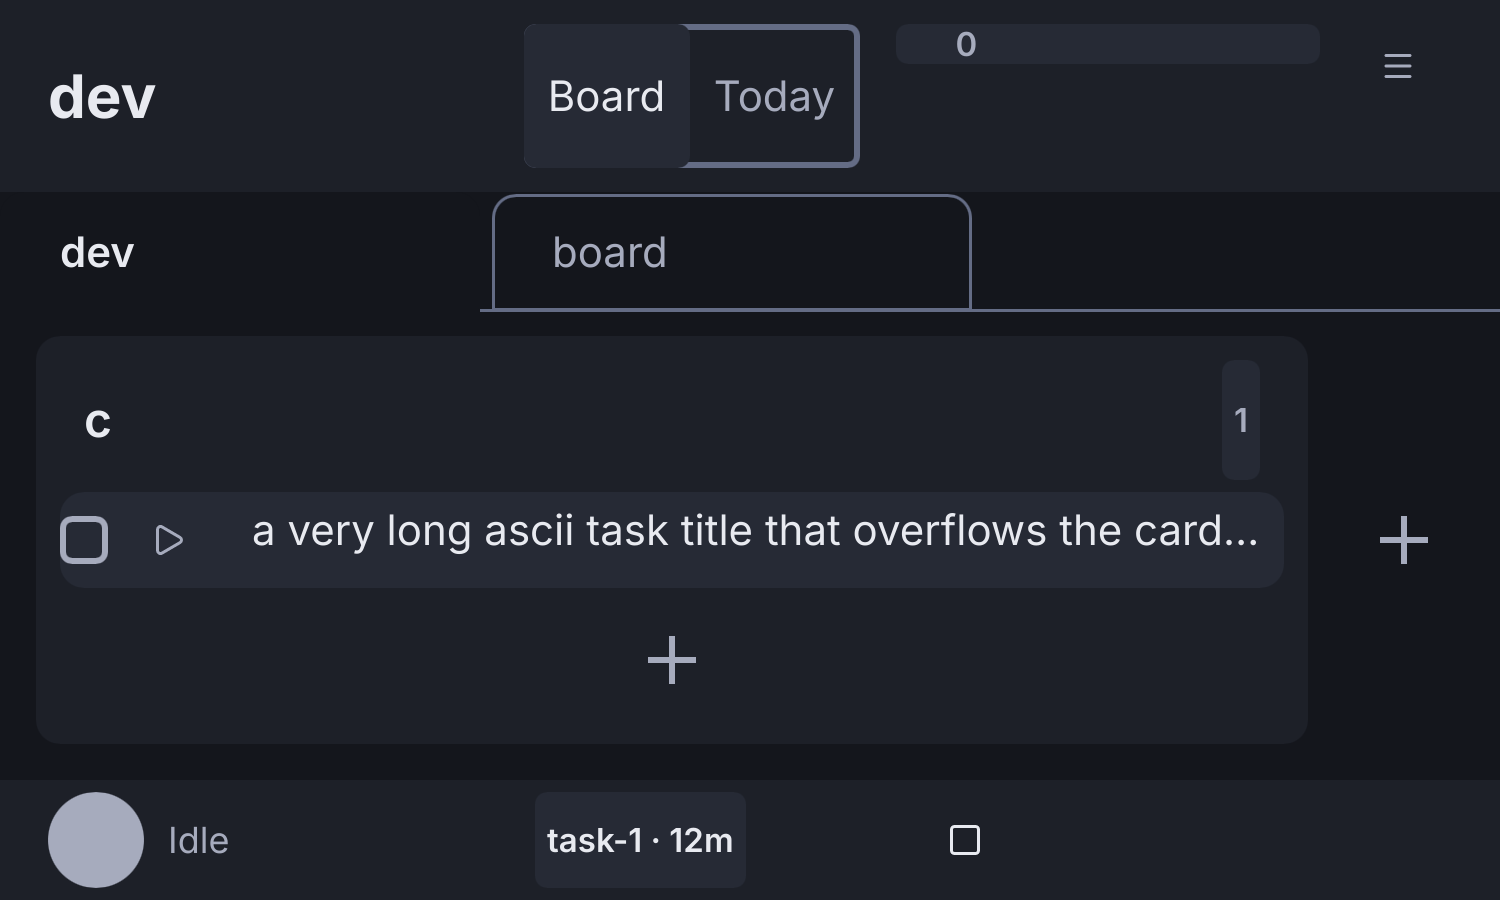 dev
Board
Today
0
dev
board
c
1
a very long ascii task title that overflows the card...
Idle
task-1 · 12m